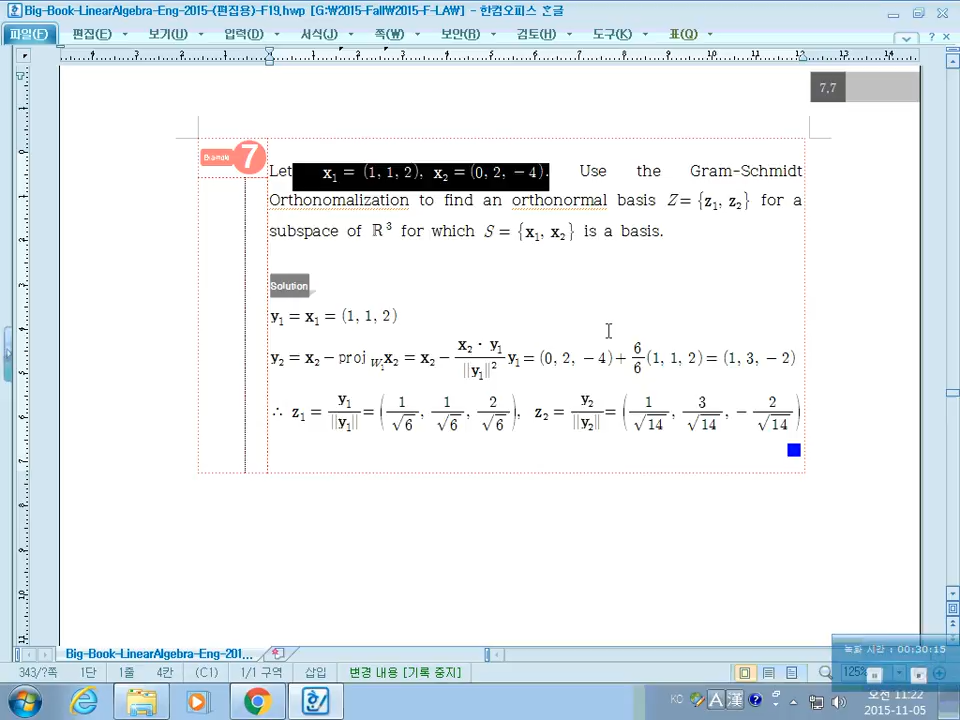 Big-Book-LinearAlgebra-Eng-2015-(편집용)-F19.hwp [G:\2015-Fall\2015-F-LAW] - 한컴오피스 한글
파일(F) 편집(E) 보기(U) 입력(D) 서식(J) 쪽(W) 보안(R) 검토(H) 도구(K) 표(Q)
7.7
Example 7
Let x₁ = (1, 1, 2), x₂ = (0, 2, −4). Use the Gram-Schmidt
Orthonomalization to find an orthonormal basis Z = {z₁, z₂} for a
subspace of ℝ³ for which S = {x₁, x₂} is a basis.
Solution
y₁ = x₁ = (1, 1, 2)
y₂ = x₂ − proj_{W₁}x₂ = x₂ − (x₂ · y₁)/(||y₁||²) y₁ = (0, 2, −4) + 6/6 (1, 1, 2) = (1, 3, −2)
∴ z₁ = y₁/||y₁|| = (1/√6, 1/√6, 2/√6), z₂ = y₂/||y₂|| = (1/√14, 3/√14, −2/√14)
Big-Book-LinearAlgebra-Eng-201...
녹화 시간 : 00:30:15
343/?쪽 1단 1줄 4칸 (C1) 1/1 구역 삽입 변경 내용 [기록 중지] 125%
KC A 漢 오전 11:22
2015-11-05